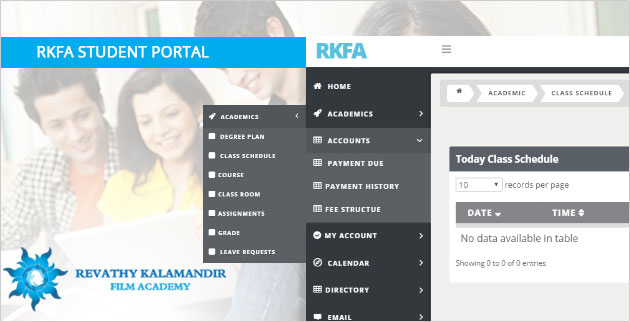 RKFA STUDENT PORTAL
ACADEMICS
DEGREE PLAN
CLASS SCHEDULE
COURSE
CLASS ROOM
ASSIGNMENTS
GRADE
LEAVE REQUESTS
REVATHY KALAMANDIR
FILM ACADEMY
RKFA
HOME
ACADEMICS
ACCOUNTS
PAYMENT DUE
PAYMENT HISTORY
FEE STRUCTUE
MY ACCOUNT
CALENDAR
DIRECTORY
EMAIL
ACADEMIC CLASS SCHEDULE
Today Class Schedule
10 records per page
DATE TIME
No data available in table
Showing 0 to 0 of 0 entries